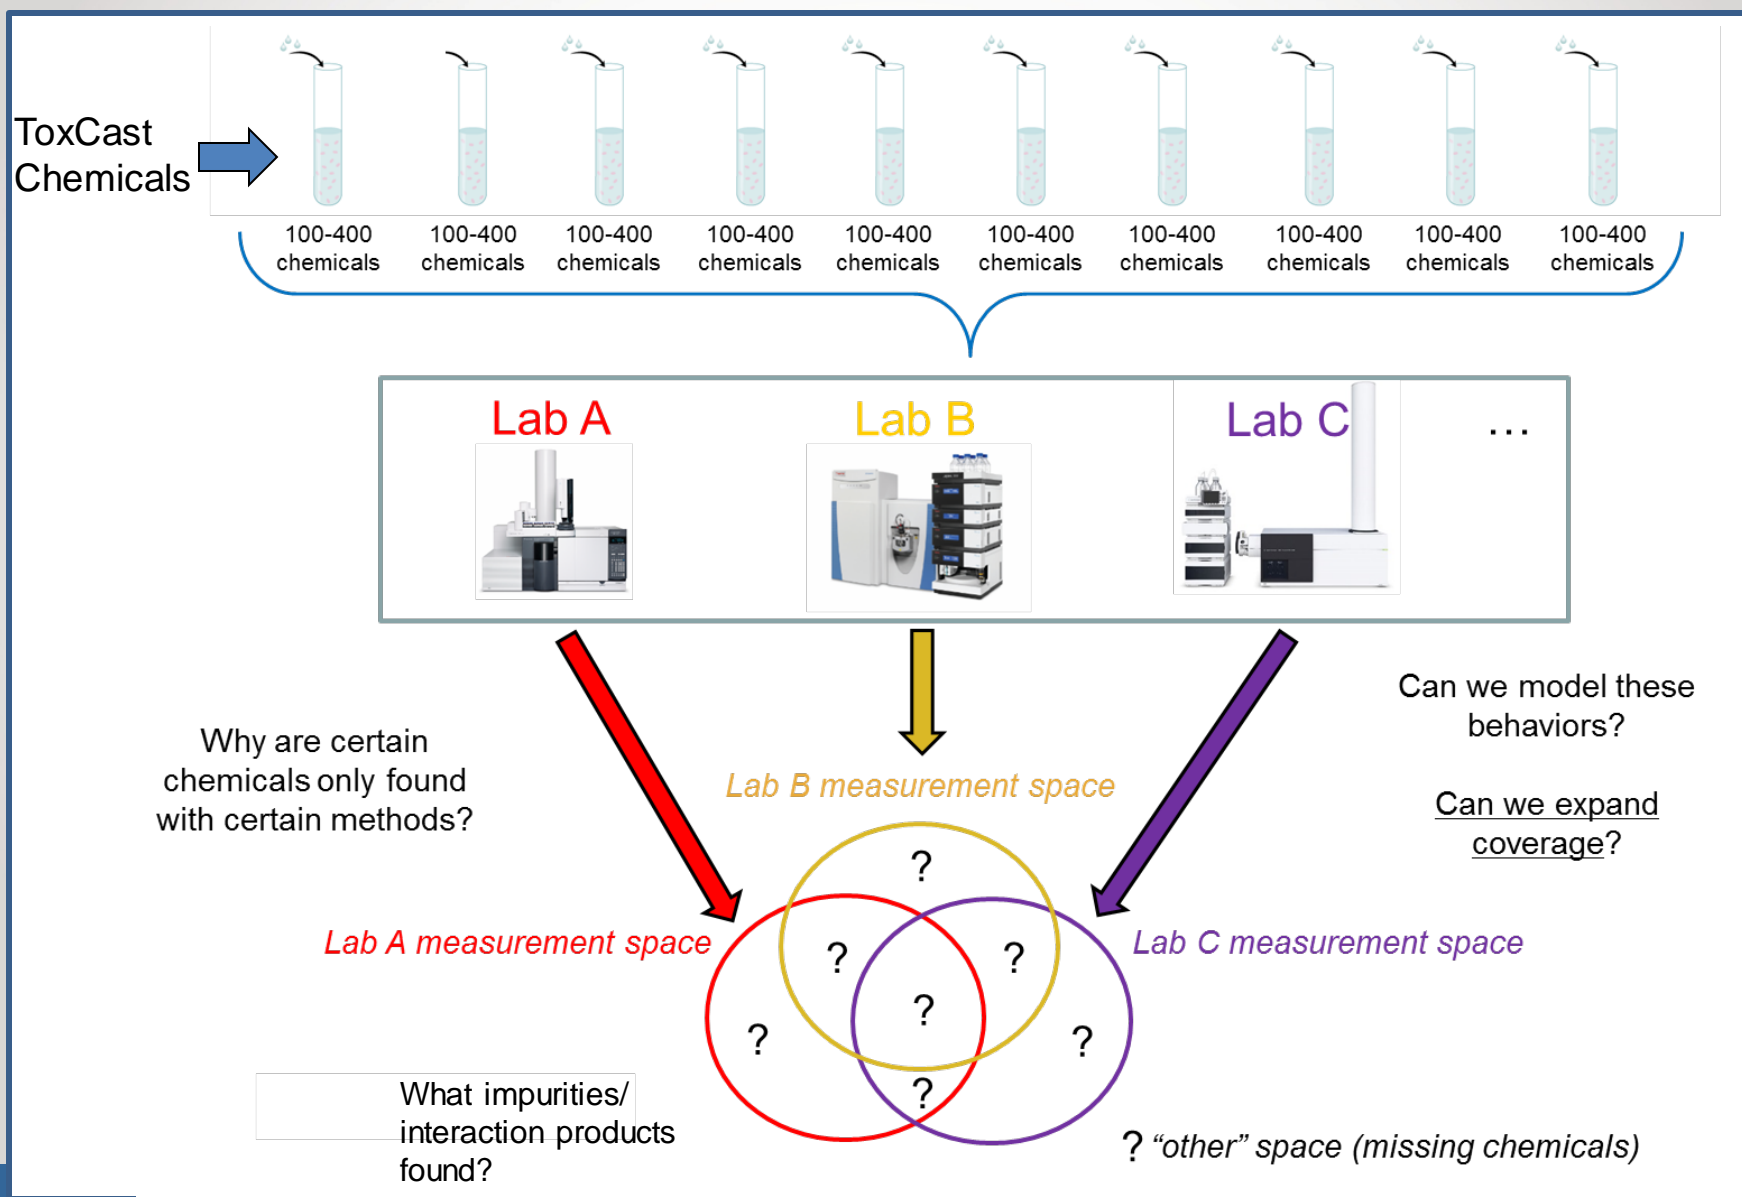 ToxCast
Chemicals
100-400
chemicals
100-400
chemicals
100-400
chemicals
100-400
chemicals
100-400
chemicals
100-400
chemicals
100-400
chemicals
100-400
chemicals
100-400
chemicals
100-400
chemicals
Lab A
Lab B
Lab C
...
Why are certain
chemicals only found
with certain methods?
Can we model these
behaviors?
Can we expand
coverage?
Lab B measurement space
Lab A measurement space
Lab C measurement space
?
?
?
?
?
?
?
What impurities/
interaction products
found?
? “other” space (missing chemicals)